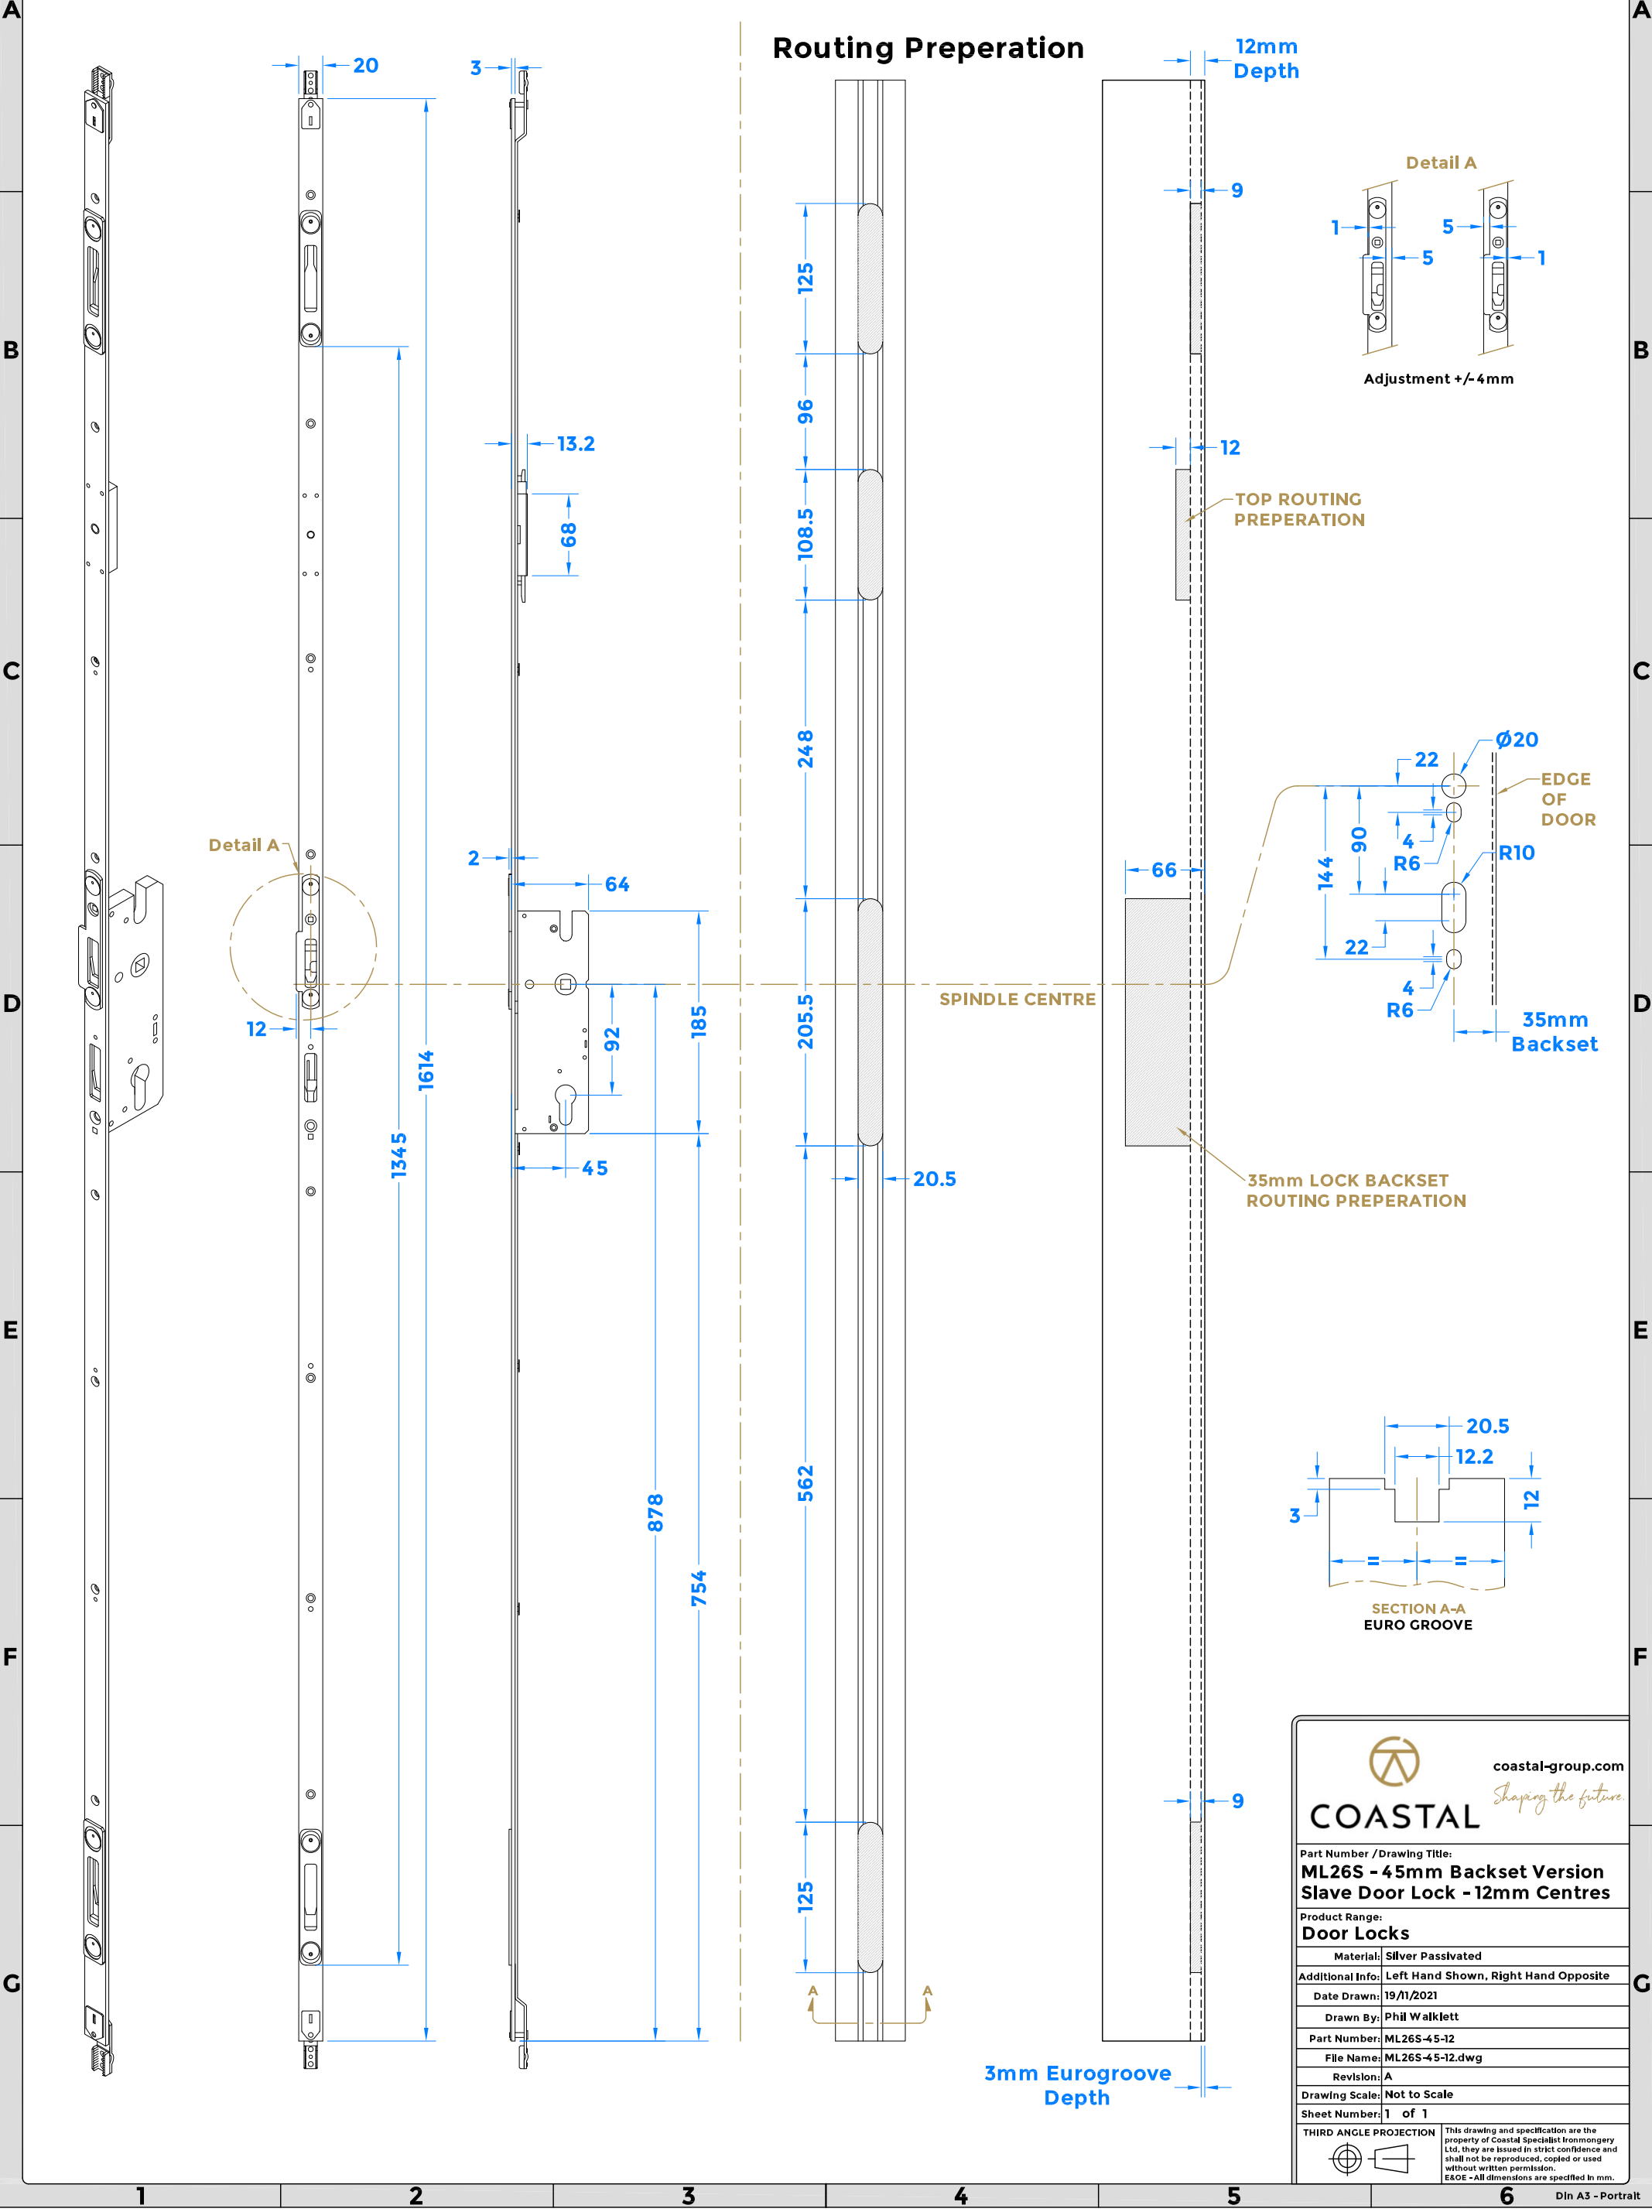 A
A
Routing Preperation
12mm
Depth
20
3
9
Detail A
1
5
5
1
Adjustment +/-4mm
B
B
125
96
13.2
12
68
108.5
TOP ROUTING
PREPERATION
C
C
248
Ø20
22
EDGE
OF
DOOR
90
4
R6
144
R10
22
4
R6
35mm
Backset
Detail A
2
64
66
D
D
12
SPINDLE CENTRE
92
185
205.5
1614
1345
45
20.5
35mm LOCK BACKSET
ROUTING PREPERATION
E
E
562
878
754
20.5
12.2
3
12
=
=
SECTION A-A
EURO GROOVE
F
F
9
125
G
G
A
A
3mm Eurogroove
Depth
coastal-group.com
Shaping the future.
COASTAL
Part Number / Drawing Title:
ML26S - 45mm Backset Version
Slave Door Lock - 12mm Centres
Product Range:
Door Locks
Material: Silver Passivated
Additional Info: Left Hand Shown, Right Hand Opposite
Date Drawn: 19/11/2021
Drawn By: Phil Walklett
Part Number: ML26S-45-12
File Name: ML26S-45-12.dwg
Revision: A
Drawing Scale: Not to Scale
Sheet Number: 1 of 1
THIRD ANGLE PROJECTION
This drawing and specification are the
property of Coastal Specialist Ironmongery
Ltd, they are issued in strict confidence and
shall not be reproduced, copied or used
without written permission.
E&OE - All dimensions are specified in mm.
1
2
3
4
5
6
Din A3 - Portrait